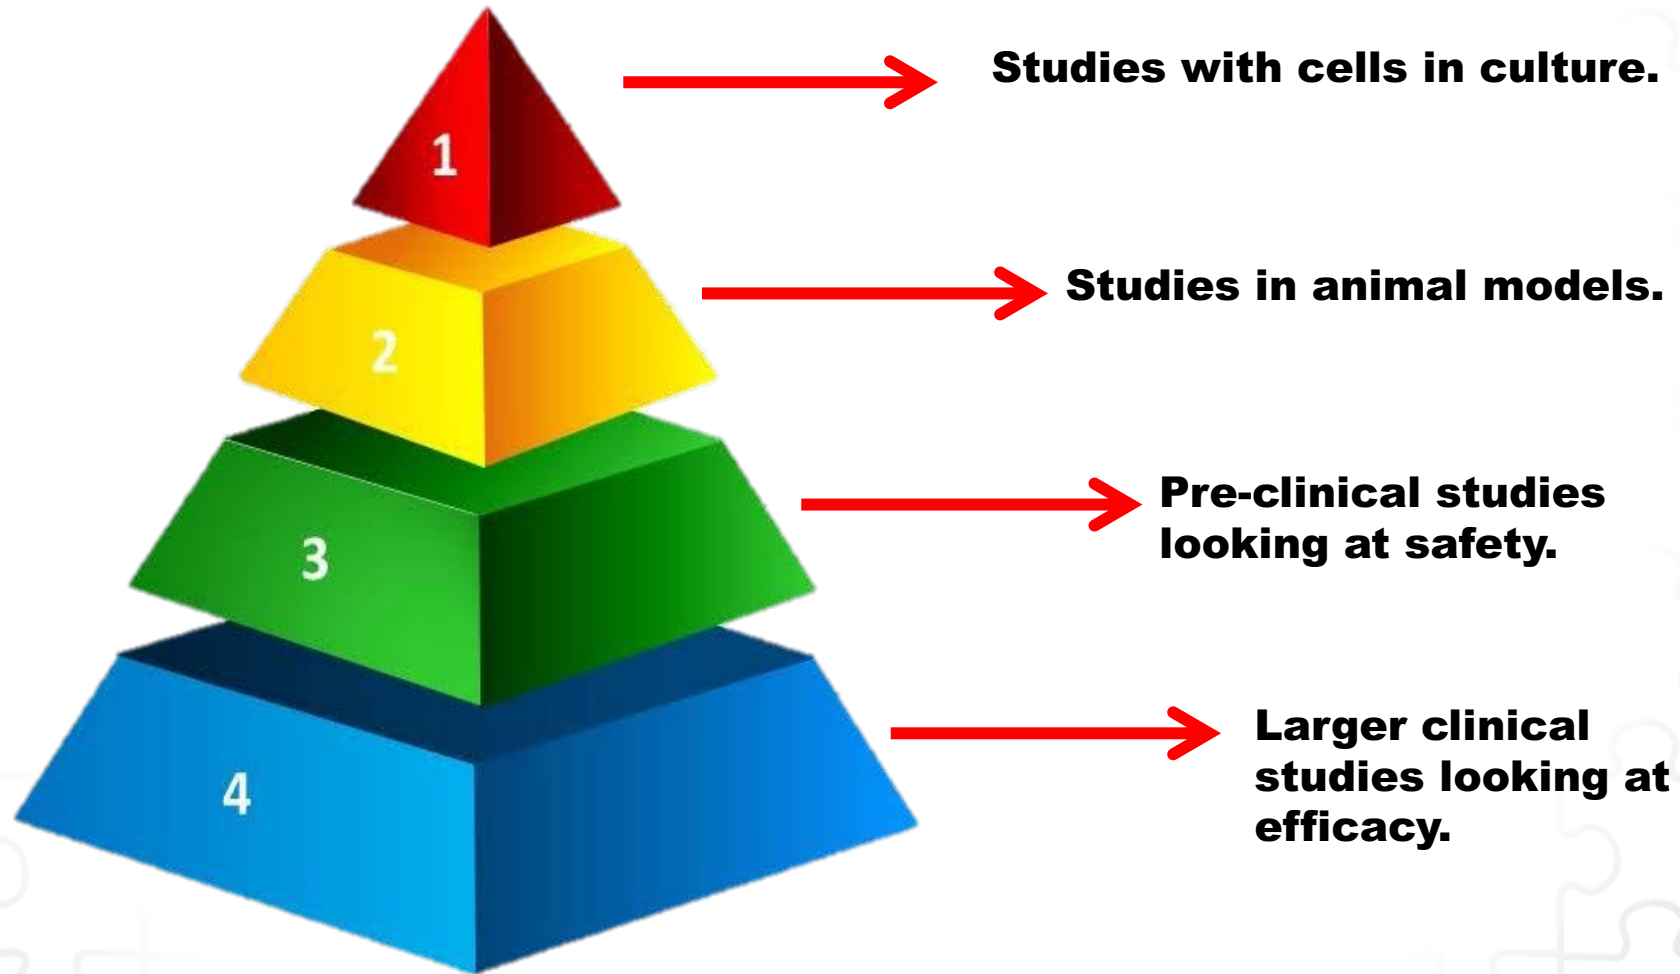 1
Studies with cells in culture.
2
Studies in animal models.
3
Pre-clinical studies
looking at safety.
4
Larger clinical
studies looking at
efficacy.